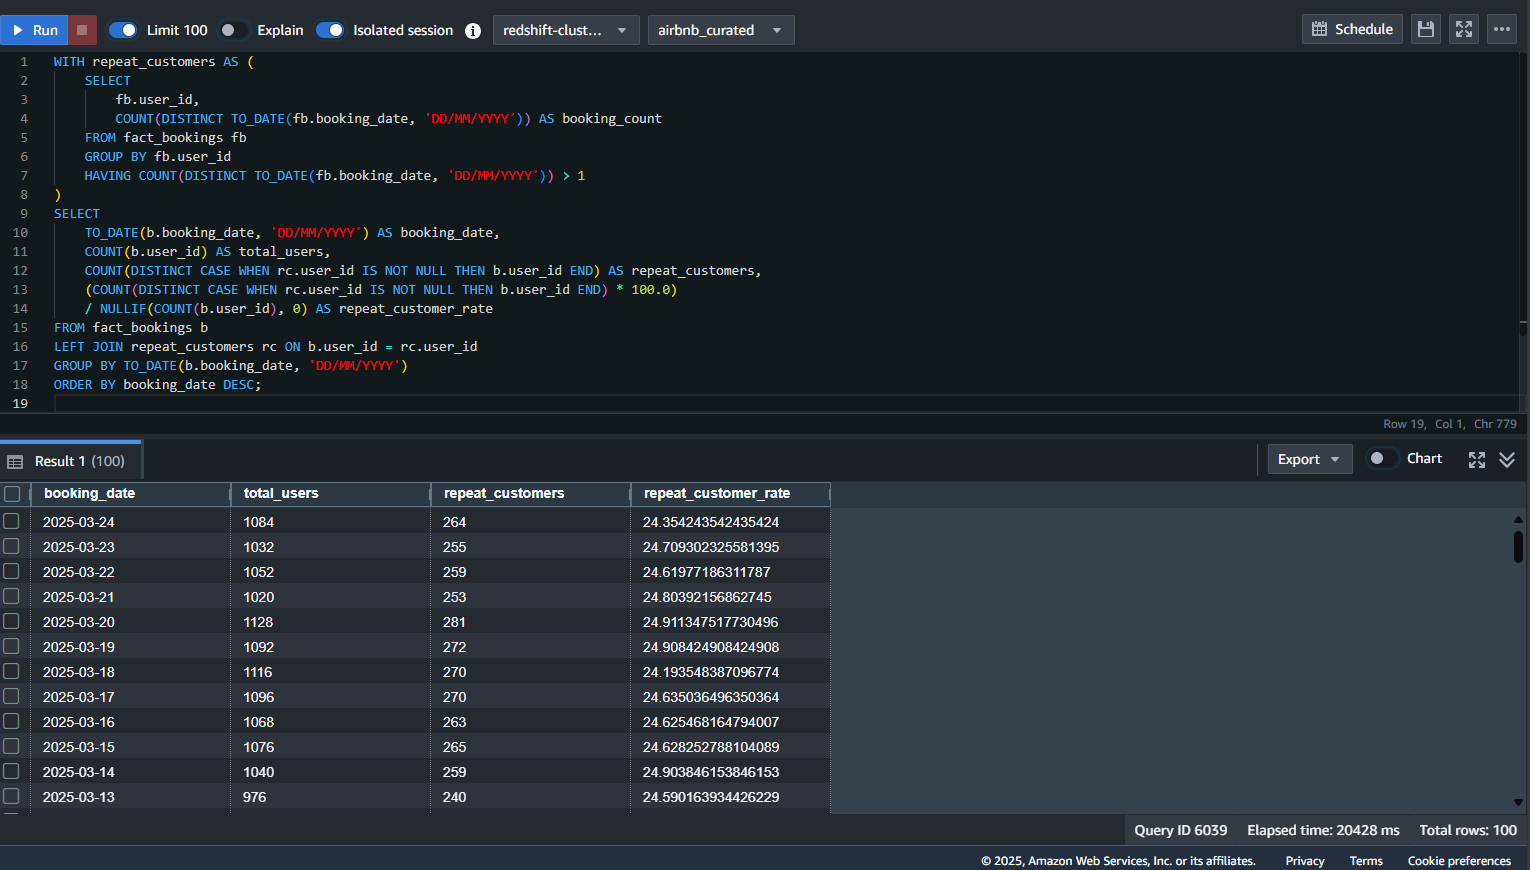 Run Limit 100 Explain Isolated session i redshift-clust... airbnb_curated Schedule
1 WITH repeat_customers AS (
2 SELECT
3 fb.user_id,
4 COUNT(DISTINCT TO_DATE(fb.booking_date, 'DD/MM/YYYY')) AS booking_count
5 FROM fact_bookings fb
6 GROUP BY fb.user_id
7 HAVING COUNT(DISTINCT TO_DATE(fb.booking_date, 'DD/MM/YYYY')) > 1
8 )
9 SELECT
10 TO_DATE(b.booking_date, 'DD/MM/YYYY') AS booking_date,
11 COUNT(b.user_id) AS total_users,
12 COUNT(DISTINCT CASE WHEN rc.user_id IS NOT NULL THEN b.user_id END) AS repeat_customers,
13 (COUNT(DISTINCT CASE WHEN rc.user_id IS NOT NULL THEN b.user_id END) * 100.0)
14 / NULLIF(COUNT(b.user_id), 0) AS repeat_customer_rate
15 FROM fact_bookings b
16 LEFT JOIN repeat_customers rc ON b.user_id = rc.user_id
17 GROUP BY TO_DATE(b.booking_date, 'DD/MM/YYYY')
18 ORDER BY booking_date DESC;
19
Row 19, Col 1, Chr 779
Result 1 (100) Export Chart
booking_date total_users repeat_customers repeat_customer_rate
2025-03-24 1084 264 24.354243542435424
2025-03-23 1032 255 24.709302325581395
2025-03-22 1052 259 24.61977186311787
2025-03-21 1020 253 24.80392156862745
2025-03-20 1128 281 24.911347517730496
2025-03-19 1092 272 24.908424908424908
2025-03-18 1116 270 24.193548387096774
2025-03-17 1096 270 24.635036496350364
2025-03-16 1068 263 24.625468164794007
2025-03-15 1076 265 24.628252788104089
2025-03-14 1040 259 24.903846153846153
2025-03-13 976 240 24.590163934426229
Query ID 6039 Elapsed time: 20428 ms Total rows: 100
© 2025, Amazon Web Services, Inc. or its affiliates. Privacy Terms Cookie preferences